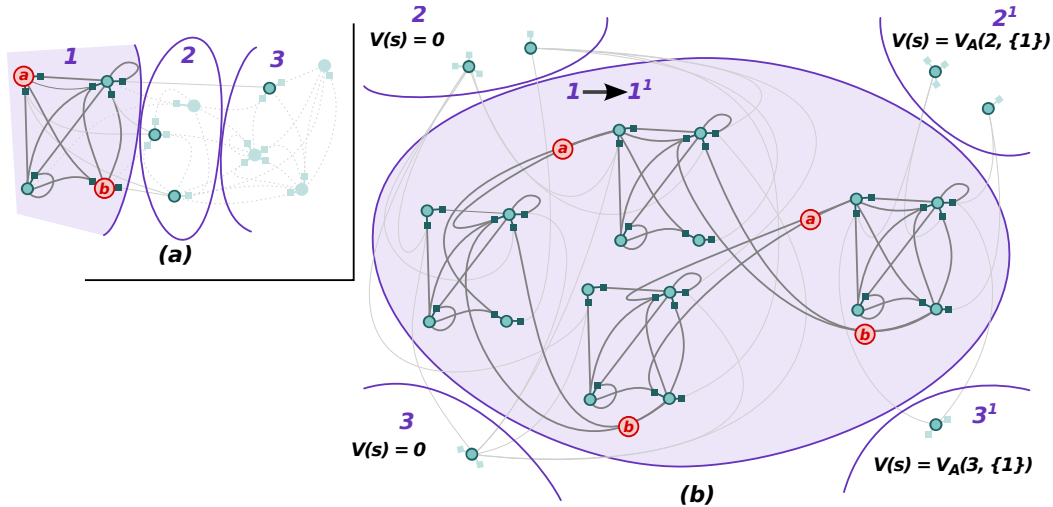 1
2
3
a
b
(a)
2
V(s) = 0
2¹
V(s) = V_A(2, {1})
1 → 1¹
a
a
b
b
3
V(s) = 0
3¹
V(s) = V_A(3, {1})
(b)